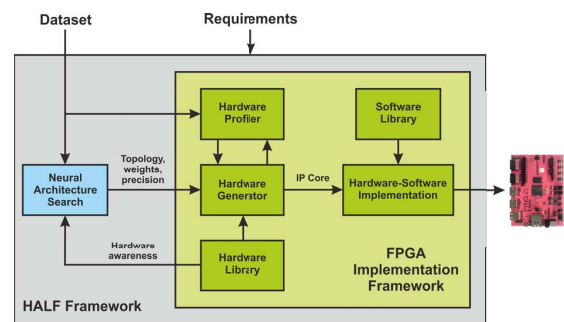 Dataset
Requirements
Hardware
Profiler
Software
Library
Topology,
weights,
precision
Neural
Architecture
Search
Hardware
Generator
IP Core
Hardware-Software
Implementation
Hardware
awareness
Hardware
Library
FPGA
Implementation
Framework
HALF Framework